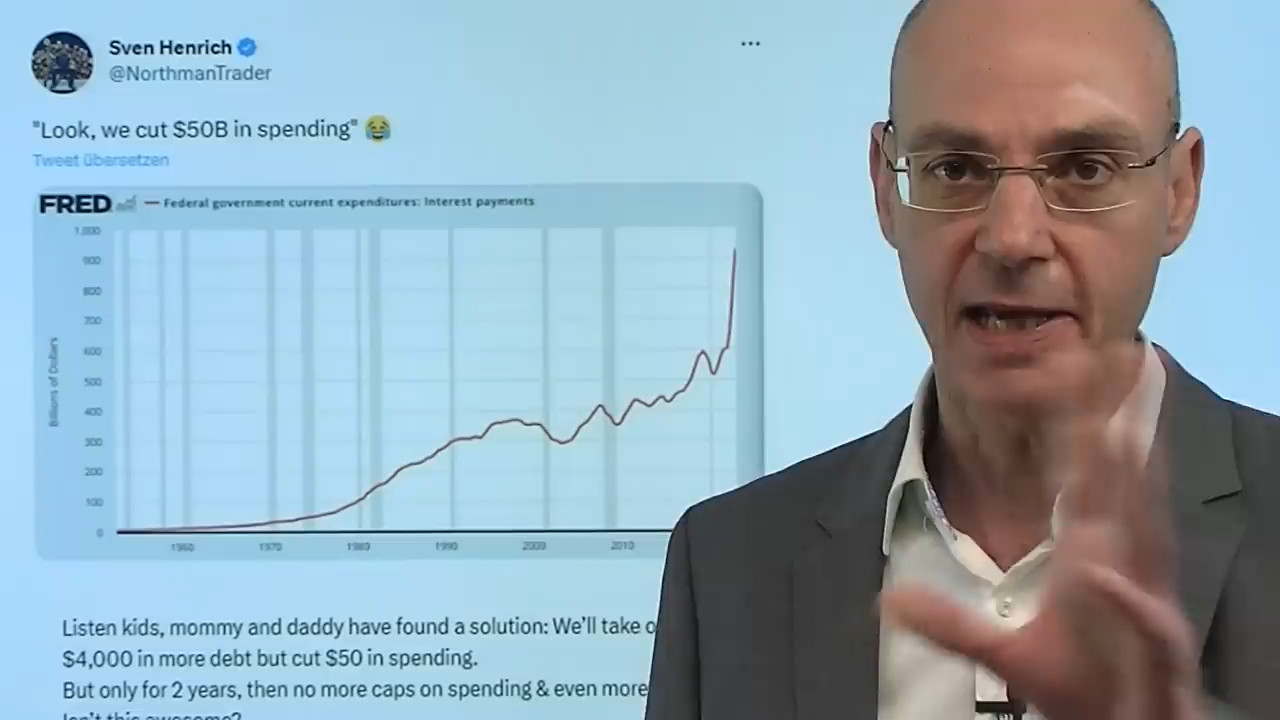 Sven Henrich
@NorthmanTrader
"Look, we cut $50B in spending" 😂
Tweet übersetzen
FRED — Federal government current expenditures: Interest payments
1,000
900
800
700
600
500
400
300
200
100
0
Billions of Dollars
1960 1970 1980 1990 2000 2010
Listen kids, mommy and daddy have found a solution: We'll take o
$4,000 in more debt but cut $50 in spending.
But only for 2 years, then no more caps on spending & even more
Isn't this awesome?